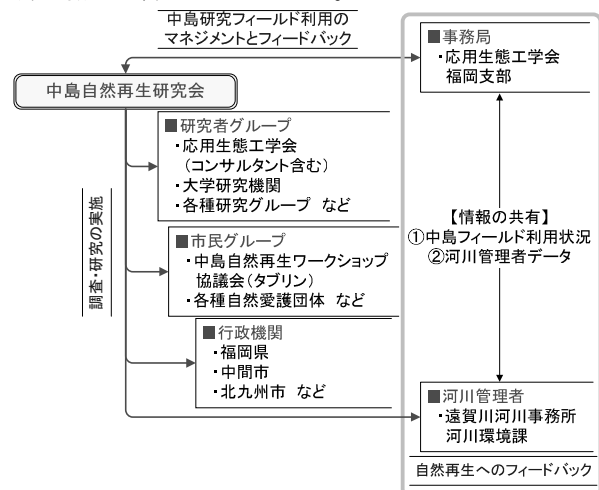 中島研究フィールド利用の
マネジメントとフィードバック
中島自然再生研究会
■事務局
・応用生態工学会
福岡支部
■研究者グループ
・応用生態工学会
(コンサルタント含む)
・大学研究機関
・各種研究グループ など
調査・研究の実施
■市民グループ
・中島自然再生ワークショップ
協議会(タブリン)
・各種自然愛護団体 など
【情報の共有】
①中島フィールド利用状況
②河川管理者データ
■行政機関
・福岡県
・中間市
・北九州市 など
■河川管理者
・遠賀川河川事務所
河川環境課
自然再生へのフィードバック